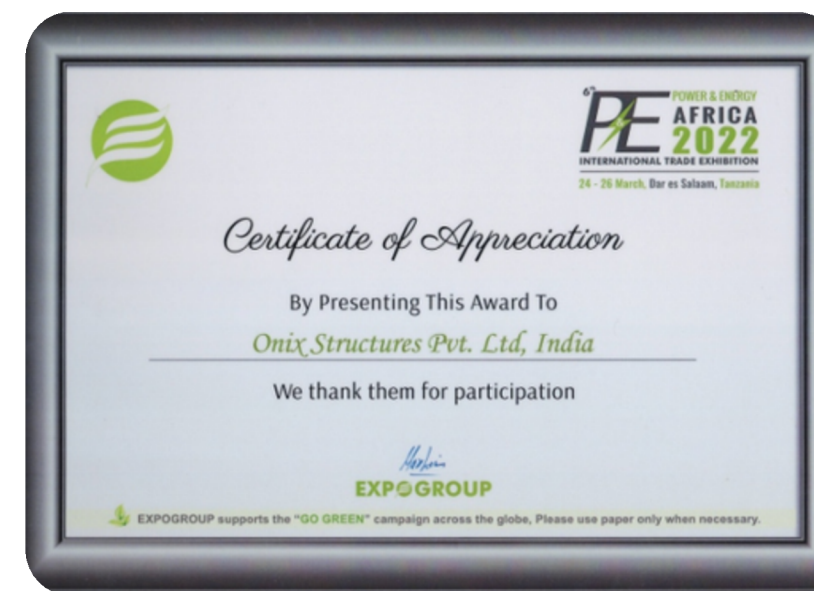 6th
PE
POWER & ENERGY
AFRICA
2022
INTERNATIONAL TRADE EXHIBITION
24 - 26 March, Dar es Salaam, Tanzania
Certificate of Appreciation
By Presenting This Award To
Onix Structures Pvt. Ltd, India
We thank them for participation
EXPOGROUP
EXPOGROUP supports the "GO GREEN" campaign across the globe, Please use paper only when necessary.